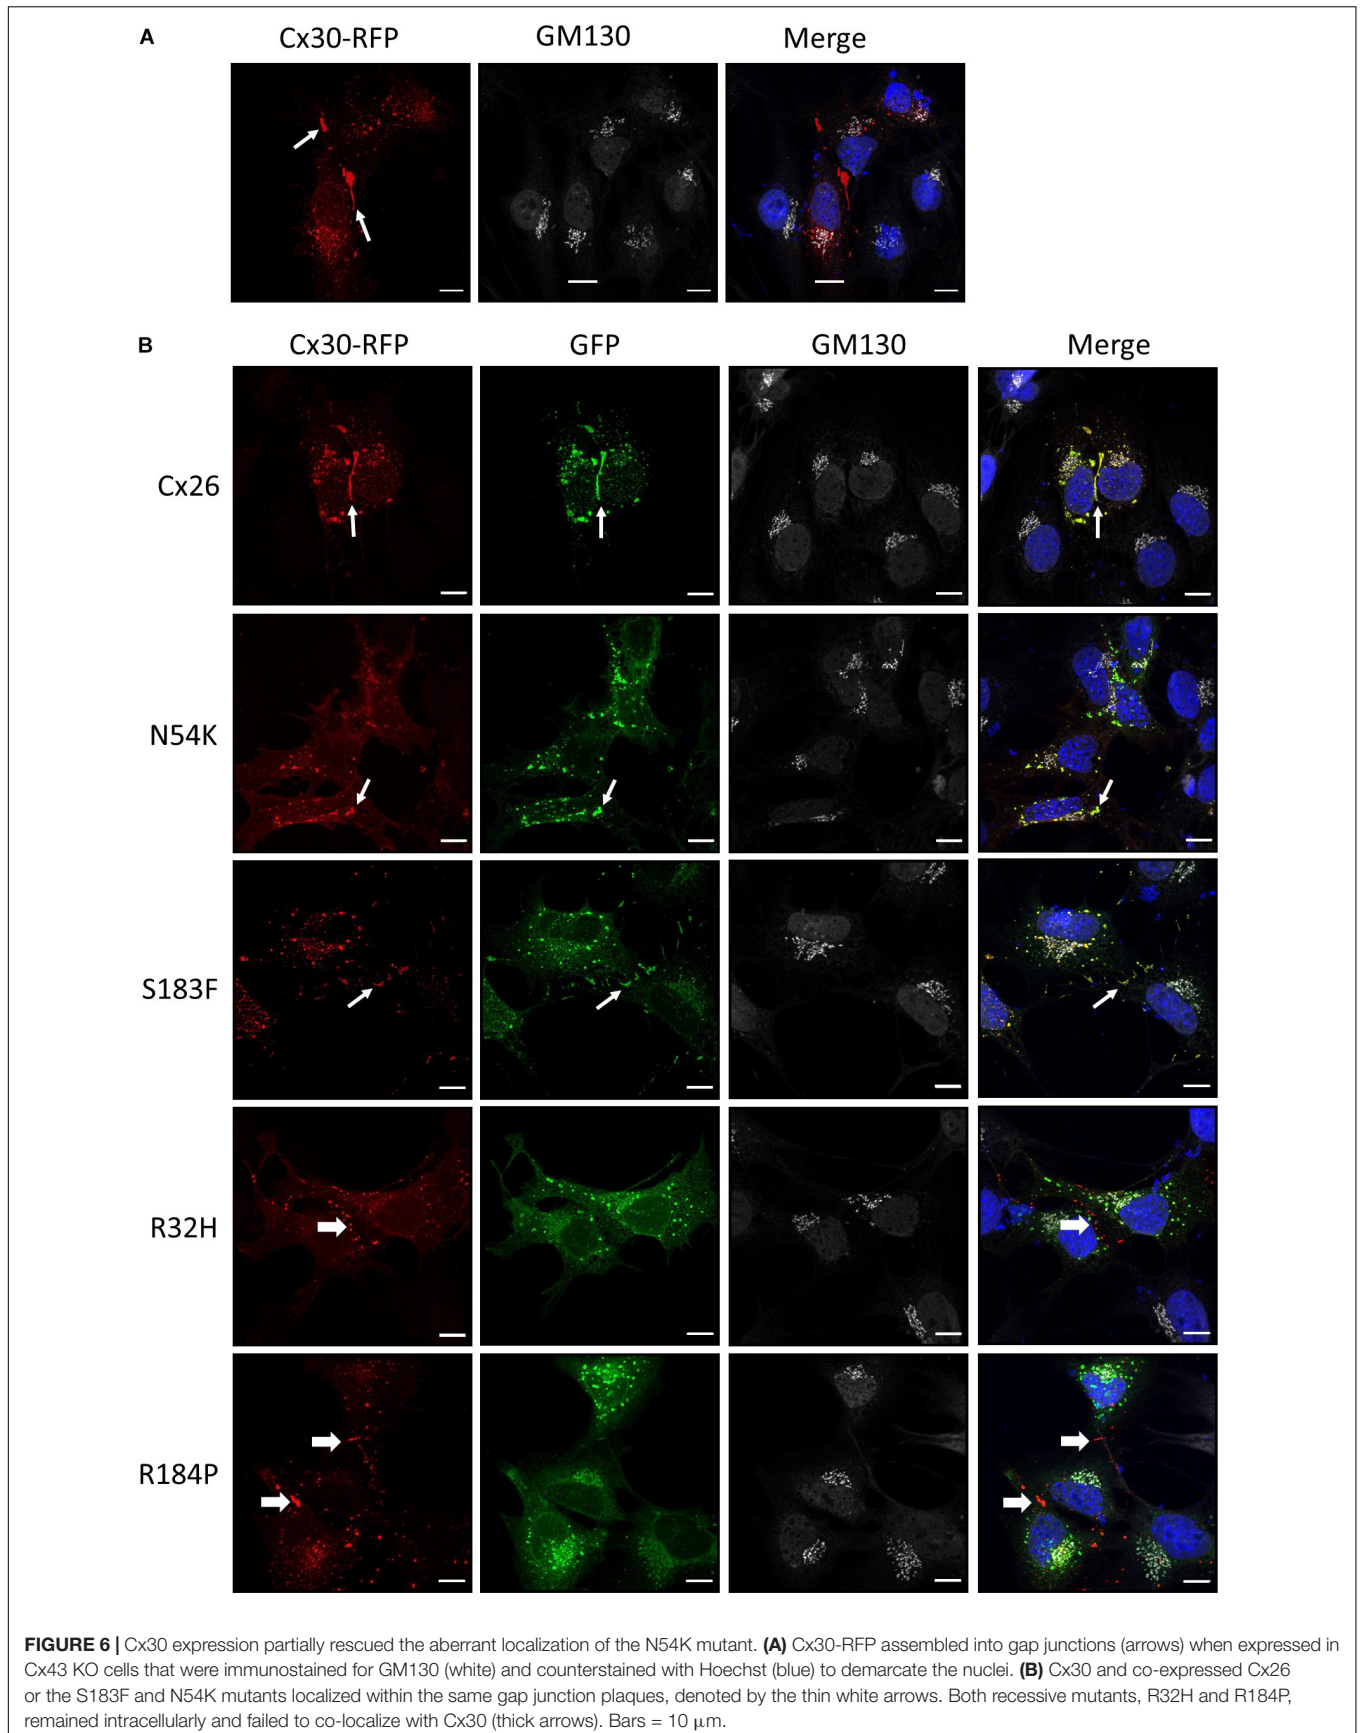 A
Cx30-RFP GM130 Merge
B
Cx30-RFP GFP GM130 Merge
Cx26
N54K
S183F
R32H
R184P
FIGURE 6 | Cx30 expression partially rescued the aberrant localization of the N54K mutant. (A) Cx30-RFP assembled into gap junctions (arrows) when expressed in
Cx43 KO cells that were immunostained for GM130 (white) and counterstained with Hoechst (blue) to demarcate the nuclei. (B) Cx30 and co-expressed Cx26
or the S183F and N54K mutants localized within the same gap junction plaques, denoted by the thin white arrows. Both recessive mutants, R32H and R184P,
remained intracellularly and failed to co-localize with Cx30 (thick arrows). Bars = 10 μm.